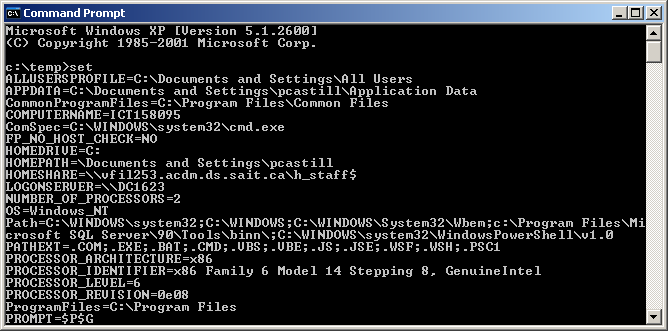 Command Prompt
Microsoft Windows XP [Version 5.1.2600]
(C) Copyright 1985-2001 Microsoft Corp.
c:\temp>set
ALLUSERSPROFILE=C:\Documents and Settings\All Users
APPDATA=C:\Documents and Settings\pcastill\Application Data
CommonProgramFiles=C:\Program Files\Common Files
COMPUTERNAME=ICT158095
ComSpec=C:\WINDOWS\system32\cmd.exe
FP_NO_HOST_CHECK=NO
HOMEDRIVE=C:
HOMEPATH=\Documents and Settings\pcastill
HOMESHARE=\\vfil253.acdm.ds.sait.ca\h_staff$
LOGONSERVER=\\DC1623
NUMBER_OF_PROCESSORS=2
OS=Windows_NT
Path=C:\WINDOWS\system32;C:\WINDOWS;C:\WINDOWS\System32\Wbem;c:\Program Files\Mi
crosoft SQL Server\90\Tools\binn\;C:\WINDOWS\system32\WindowsPowerShell\v1.0
PATHEXT=.COM;.EXE;.BAT;.CMD;.VBS;.VBE;.JS;.JSE;.WSF;.WSH;.PSC1
PROCESSOR_ARCHITECTURE=x86
PROCESSOR_IDENTIFIER=x86 Family 6 Model 14 Stepping 8, GenuineIntel
PROCESSOR_LEVEL=6
PROCESSOR_REVISION=0e08
ProgramFiles=C:\Program Files
PROMPT=$P$G